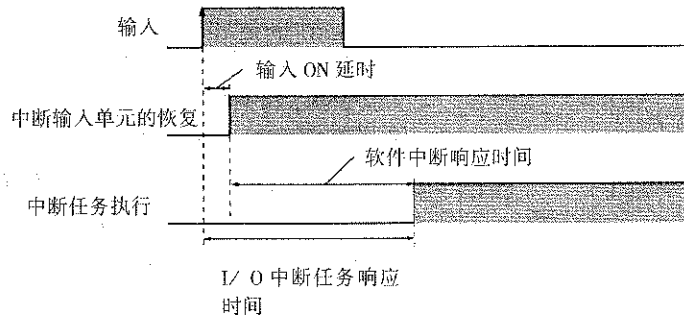 输入
输入 ON 延时
中断输入单元的恢复
软件中断响应时间
中断任务执行
I/ O 中断任务响应
时间